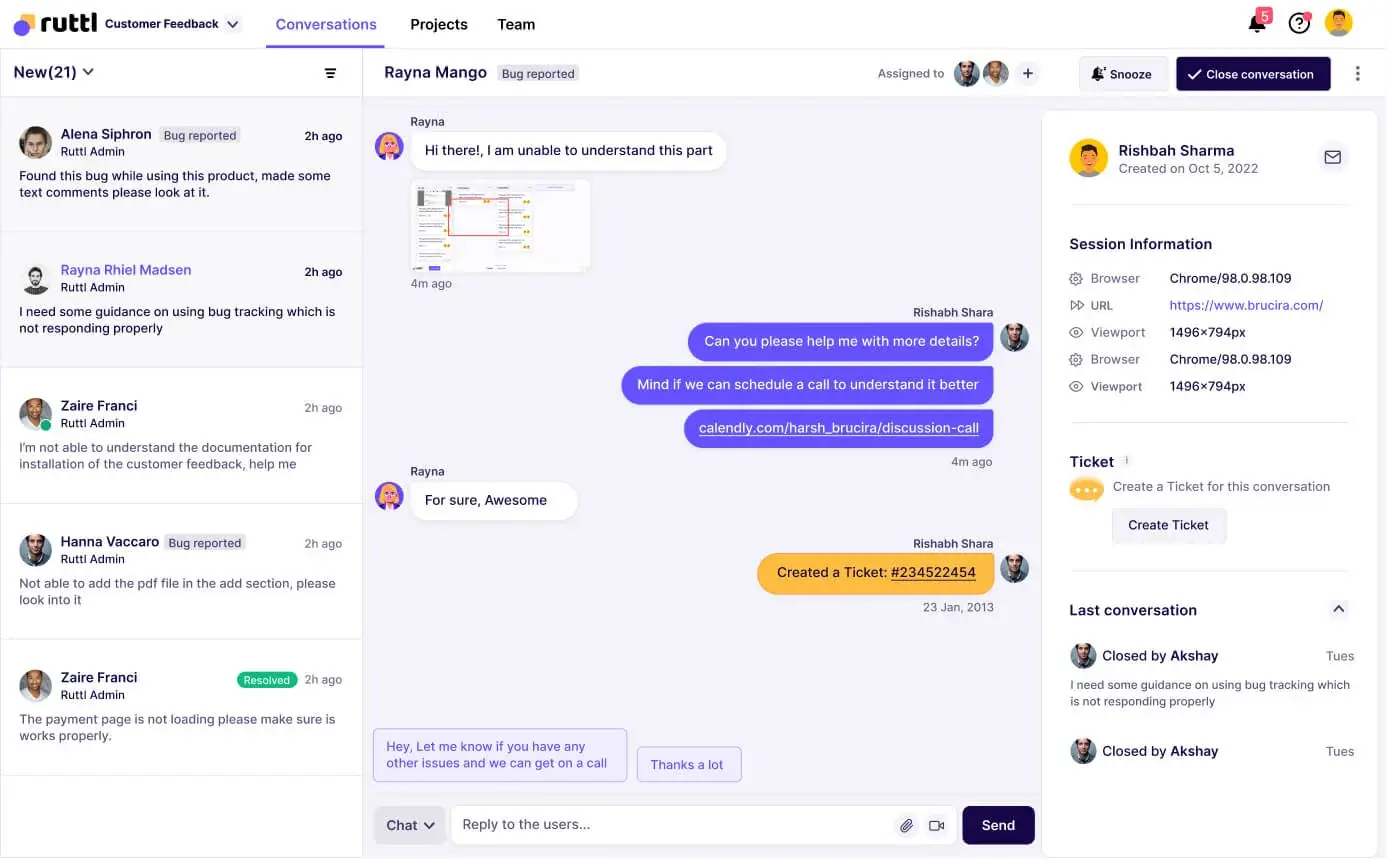 ruttl Customer Feedback
Conversations
Projects
Team
5
New(21)
Alena Siphron Bug reported 2h ago
Ruttl Admin
Found this bug while using this product, made some
text comments please look at it.
Rayna Rhiel Madsen 2h ago
Ruttl Admin
I need some guidance on using bug tracking which is
not responding properly
Zaire Franci 2h ago
Ruttl Admin
I'm not able to understand the documentation for
installation of the customer feedback, help me
Hanna Vaccaro Bug reported 2h ago
Ruttl Admin
Not able to add the pdf file in the add section, please
look into it
Zaire Franci Resolved 2h ago
Ruttl Admin
The payment page is not loading please make sure is
works properly.
Rayna Mango Bug reported
Assigned to
+
Snooze
Close conversation
Rayna
Hi there!, I am unable to understand this part
4m ago
Rishabh Shara
Can you please help me with more details?
Mind if we can schedule a call to understand it better
calendly.com/harsh_brucira/discussion-call
4m ago
Rayna
For sure, Awesome
Rishabh Shara
Created a Ticket: #234522454
23 Jan, 2013
Hey, Let me know if you have any
other issues and we can get on a call
Thanks a lot
Chat
Reply to the users...
Send
Rishbah Sharma
Created on Oct 5, 2022
Session Information
Browser Chrome/98.0.98.109
URL https://www.brucira.com/
Viewport 1496×794px
Browser Chrome/98.0.98.109
Viewport 1496×794px
Ticket i
Create a Ticket for this conversation
Create Ticket
Last conversation
Closed by Akshay Tues
I need some guidance on using bug tracking which
is not responding properly
Closed by Akshay Tues